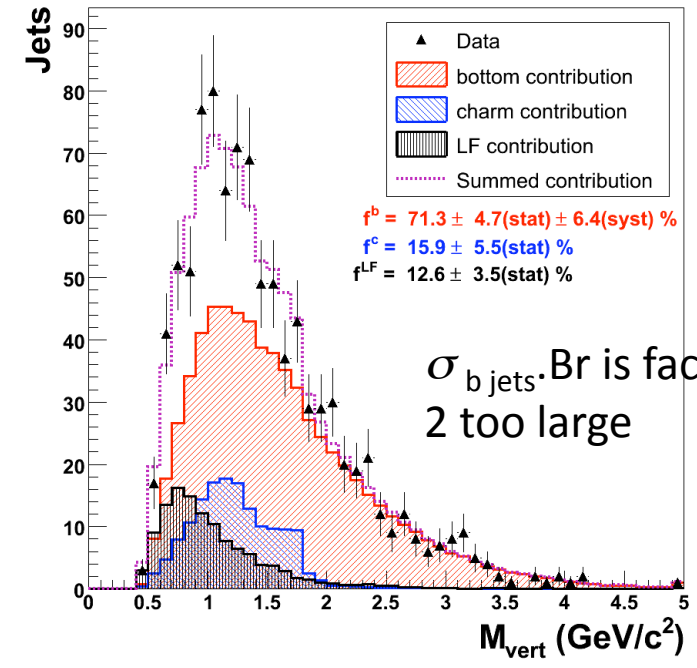 Jets
90
80
70
60
50
40
30
20
10
0
Data
bottom contribution
charm contribution
LF contribution
Summed contribution
f^b = 71.3 ± 4.7(stat) ± 6.4(syst) %
f^c = 15.9 ± 5.5(stat) %
f^LF = 12.6 ± 3.5(stat) %
σ b jets.Br is fac
2 too large
0 0.5 1 1.5 2 2.5 3 3.5 4 4.5 5
M_vert (GeV/c²)